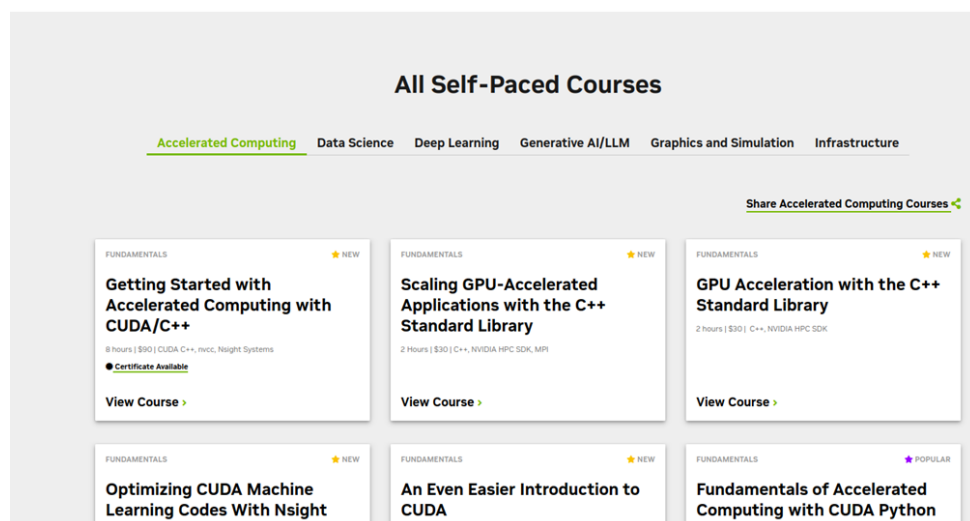 All Self-Paced Courses
Accelerated Computing Data Science Deep Learning Generative AI/LLM Graphics and Simulation Infrastructure
Share Accelerated Computing Courses
FUNDAMENTALS NEW
Getting Started with
Accelerated Computing with
CUDA/C++
8 hours | $90 | CUDA C++, nvcc, Nsight Systems
Certificate Available
View Course >
FUNDAMENTALS NEW
Scaling GPU-Accelerated
Applications with the C++
Standard Library
2 Hours | $30 | C++, NVIDIA HPC SDK, MPI
View Course >
FUNDAMENTALS NEW
GPU Acceleration with the C++
Standard Library
2 hours | $30 | C++, NVIDIA HPC SDK
View Course >
FUNDAMENTALS NEW
Optimizing CUDA Machine
Learning Codes With Nsight
FUNDAMENTALS NEW
An Even Easier Introduction to
CUDA
FUNDAMENTALS POPULAR
Fundamentals of Accelerated
Computing with CUDA Python